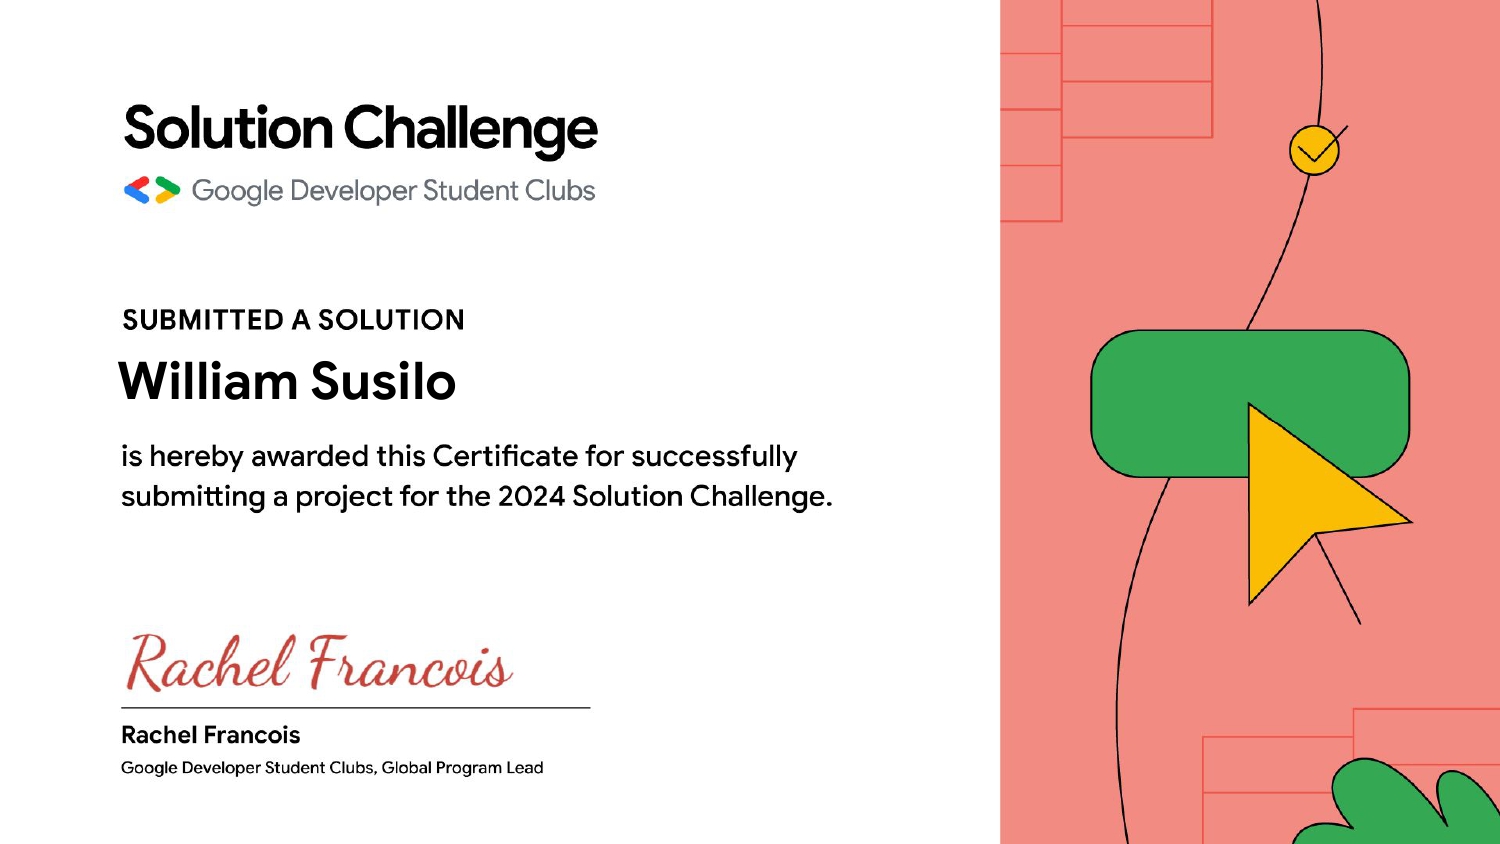 Solution Challenge
Google Developer Student Clubs
SUBMITTED A SOLUTION
William Susilo
is hereby awarded this Certificate for successfully
submitting a project for the 2024 Solution Challenge.
Rachel Francois
Rachel Francois
Google Developer Student Clubs, Global Program Lead